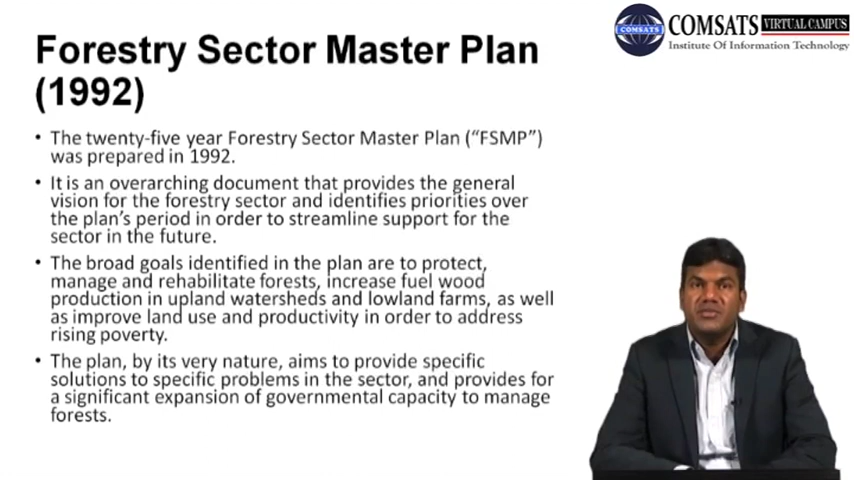 COMSATS VIRTUAL CAMPUS
COMSATS
Institute Of Information Technology
Forestry Sector Master Plan
(1992)
• The twenty-five year Forestry Sector Master Plan (“FSMP”)
was prepared in 1992.
• It is an overarching document that provides the general
vision for the forestry sector and identifies priorities over
the plan’s period in order to streamline support for the
sector in the future.
• The broad goals identified in the plan are to protect,
manage and rehabilitate forests, increase fuel wood
production in upland watersheds and lowland farms, as well
as improve land use and productivity in order to address
rising poverty.
• The plan, by its very nature, aims to provide specific
solutions to specific problems in the sector, and provides for
a significant expansion of governmental capacity to manage
forests.